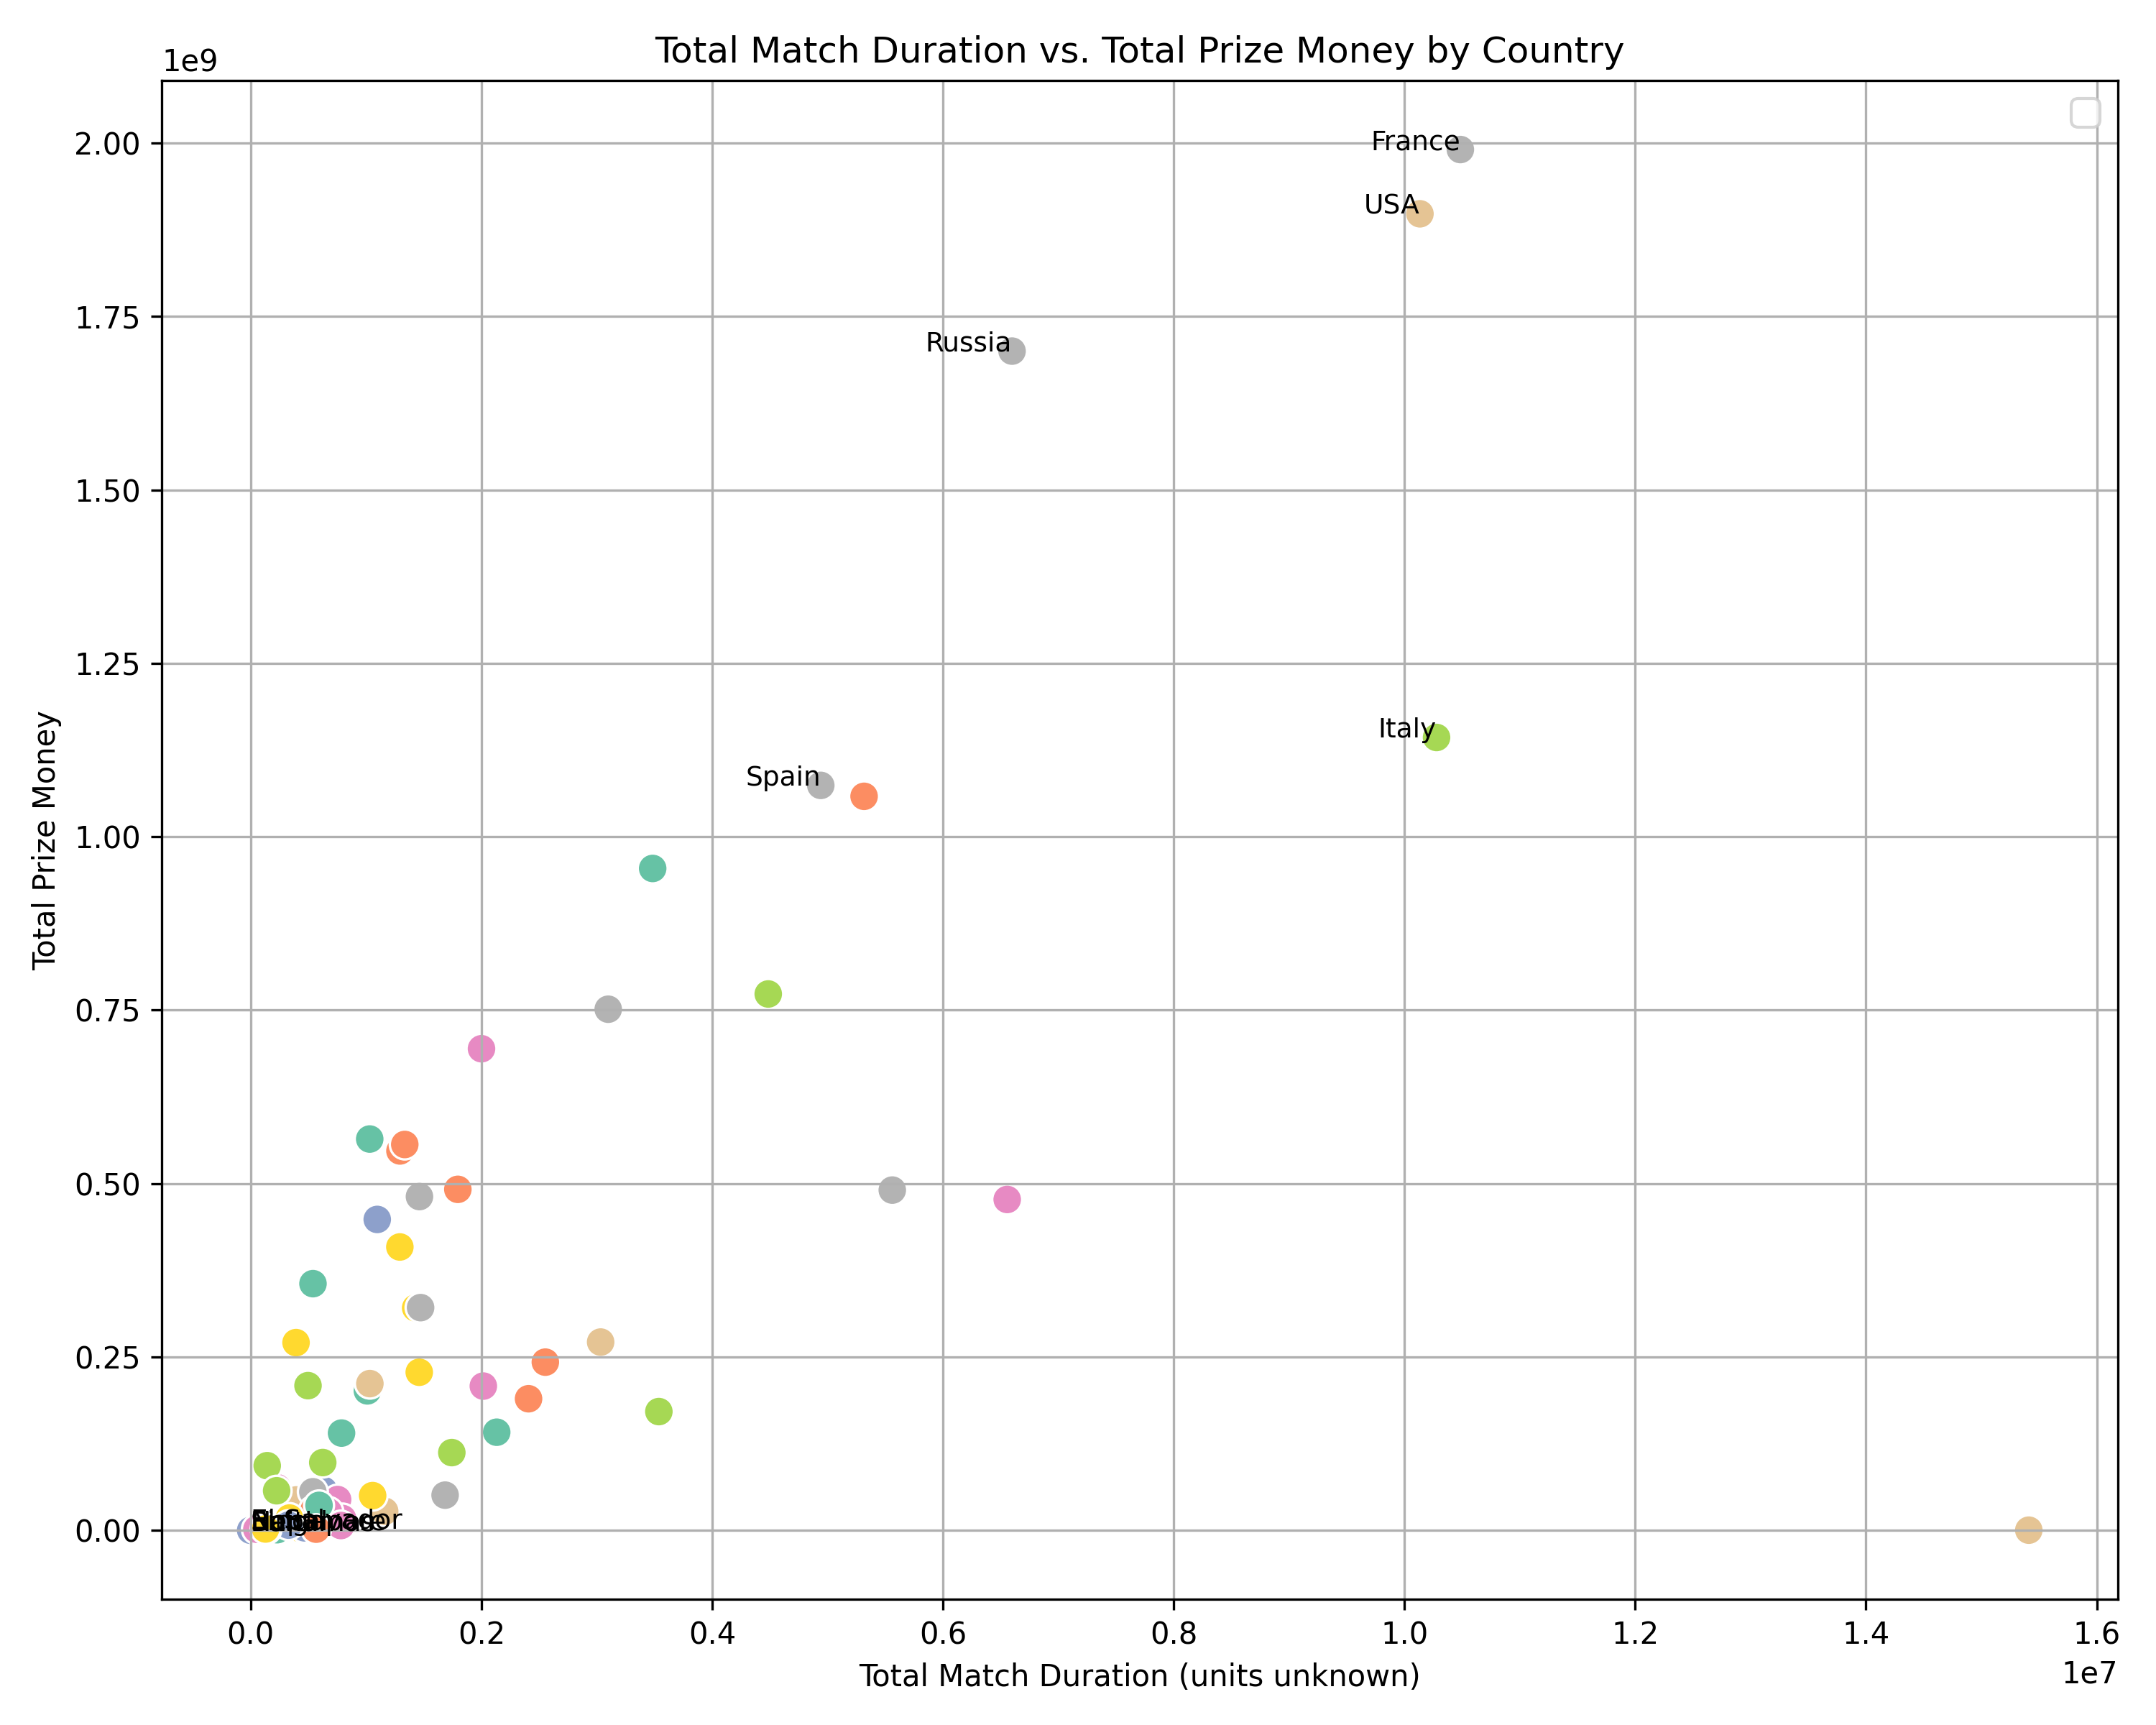 Total Match Duration vs. Total Prize Money by Country
1e9
2.00
1.75
1.50
1.25
1.00
0.75
0.50
0.25
0.00
Total Prize Money
France
USA
Russia
Italy
Spain
0.0
0.2
0.4
0.6
0.8
1.0
1.2
1.4
1.6
1e7
Total Match Duration (units unknown)